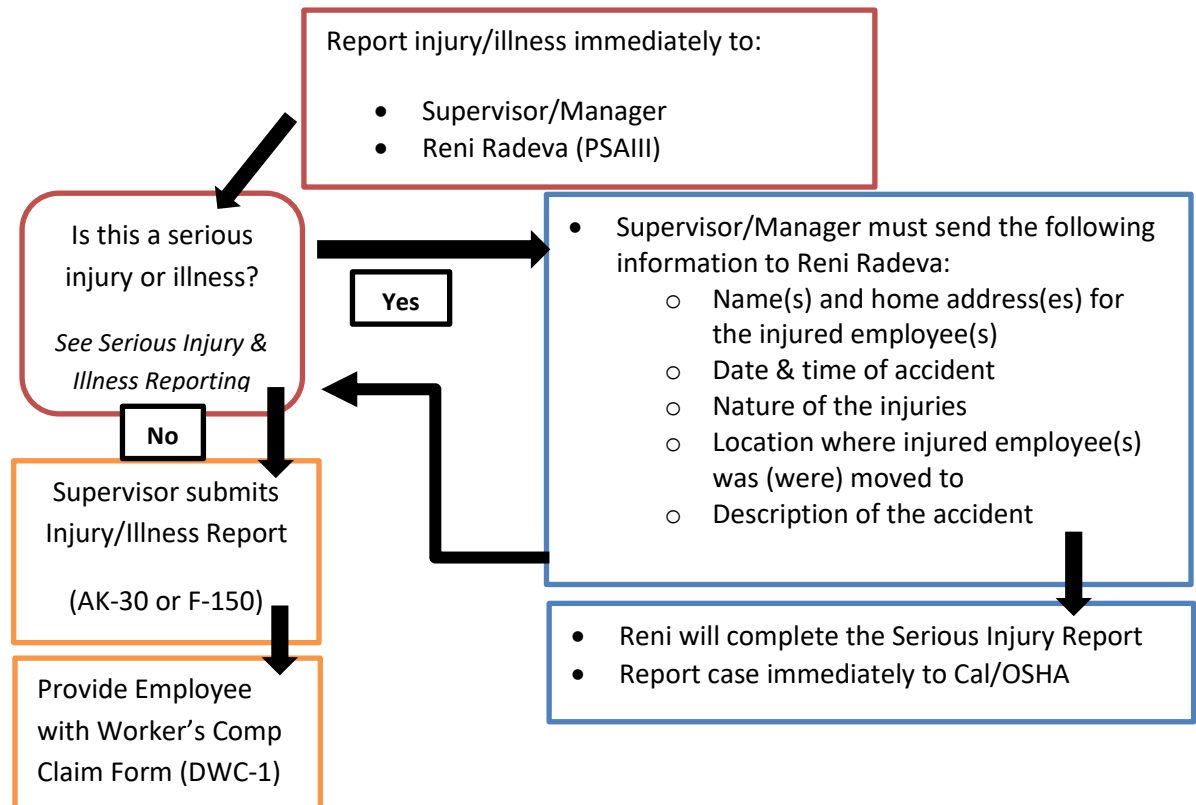 Report injury/illness immediately to:
• Supervisor/Manager
• Reni Radeva (PSAIII)
Is this a serious
injury or illness?
See Serious Injury &
Illness Reporting
Yes
• Supervisor/Manager must send the following
information to Reni Radeva:
o Name(s) and home address(es) for
the injured employee(s)
o Date & time of accident
o Nature of the injuries
o Location where injured employee(s)
was (were) moved to
o Description of the accident
No
Supervisor submits
Injury/Illness Report
(AK-30 or F-150)
• Reni will complete the Serious Injury Report
• Report case immediately to Cal/OSHA
Provide Employee
with Worker’s Comp
Claim Form (DWC-1)